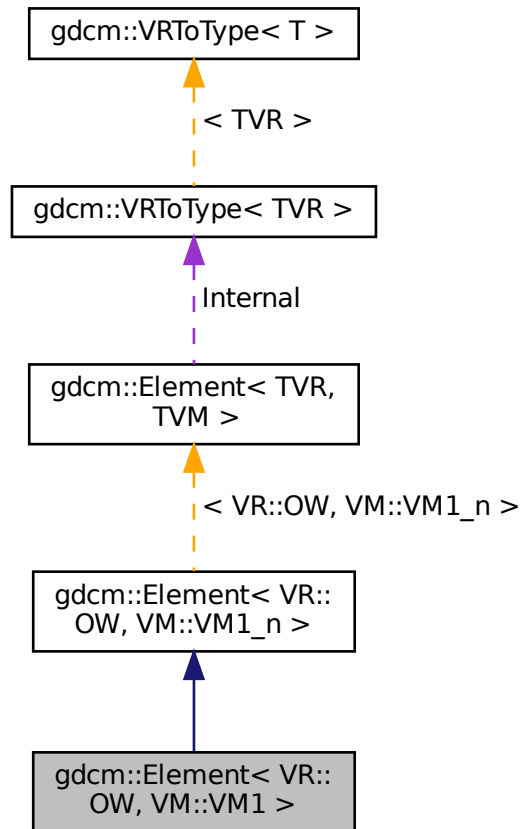 gdcm::VRToType< T >
< TVR >
gdcm::VRToType< TVR >
Internal
gdcm::Element< TVR,
TVM >
< VR::OW, VM::VM1_n >
gdcm::Element< VR::
OW, VM::VM1_n >
gdcm::Element< VR::
OW, VM::VM1 >